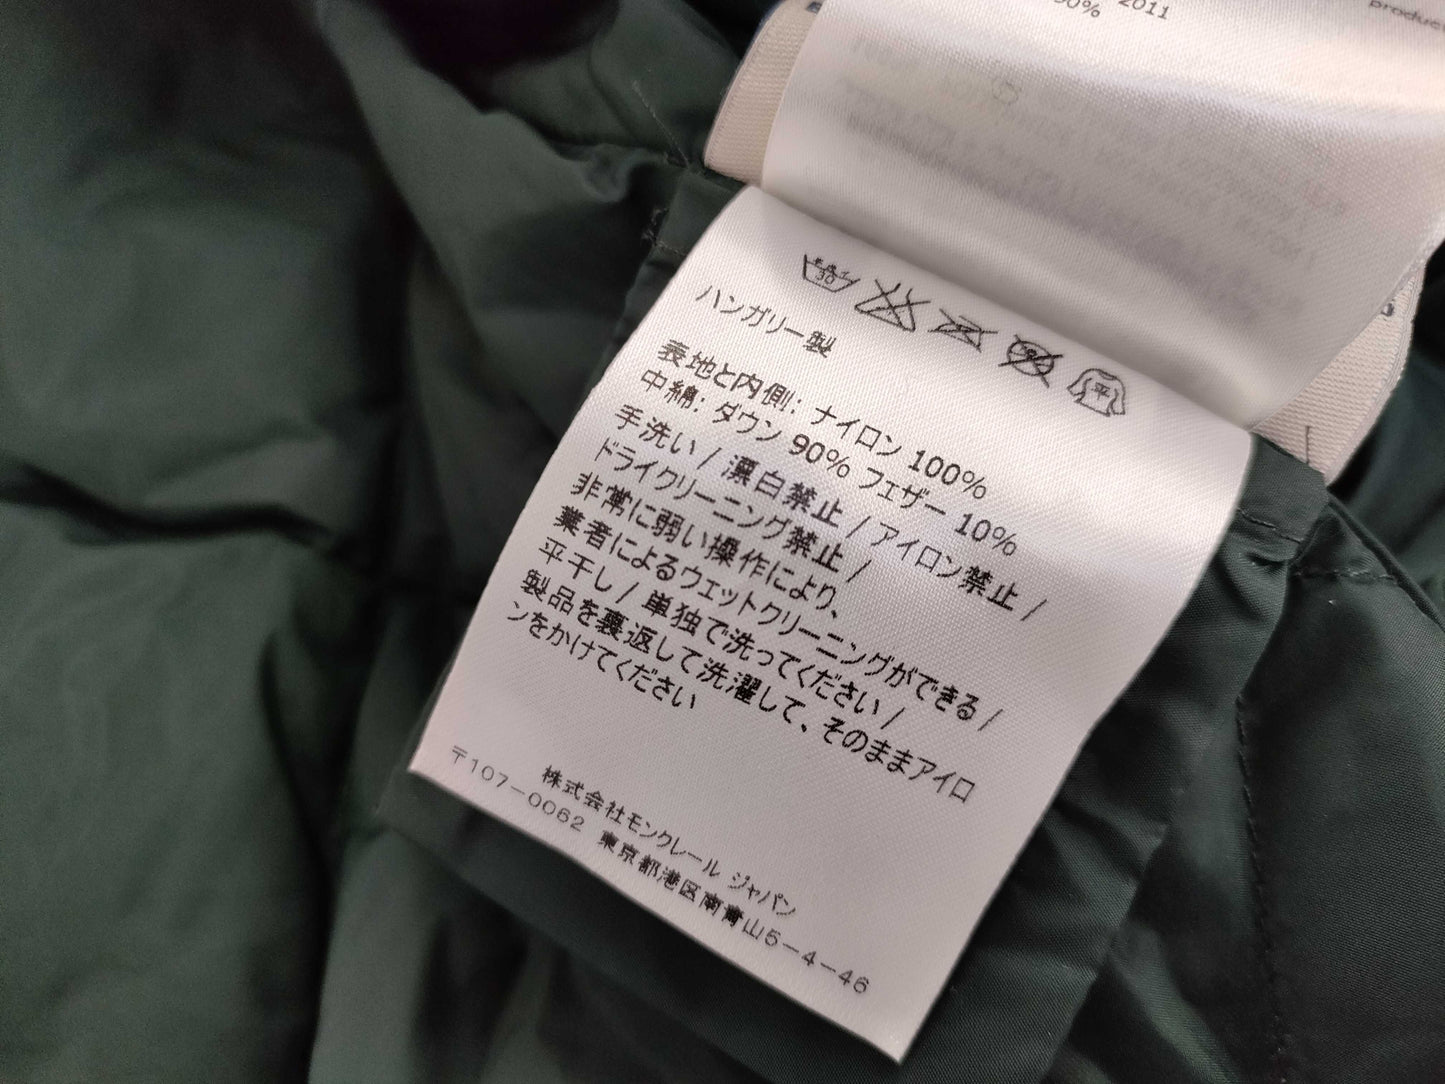 2011
90%
produc
30
ハンガリー製
表地と内側: ナイロン 100%
中綿: ダウン 90% フェザー 10%
手洗い / 漂白禁止 / アイロン禁止 /
ドライクリーニング禁止 /
非常に弱い操作により、
業者によるウエットクリーニングができる /
平干し / 単独で洗ってください /
製品を裏返して洗濯して、そのままアイロ
ンをかけてください
株式会社モンクレール ジャパン
〒107-0062 東京都港区南青山5-4-46